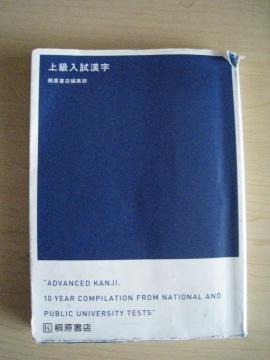 上級入試漢字
桐原書店編集部
"ADVANCED KANJI.
10 YEAR COMPILATION FROM NATIONAL AND
PUBLIC UNIVERSITY TESTS"
桐原書店